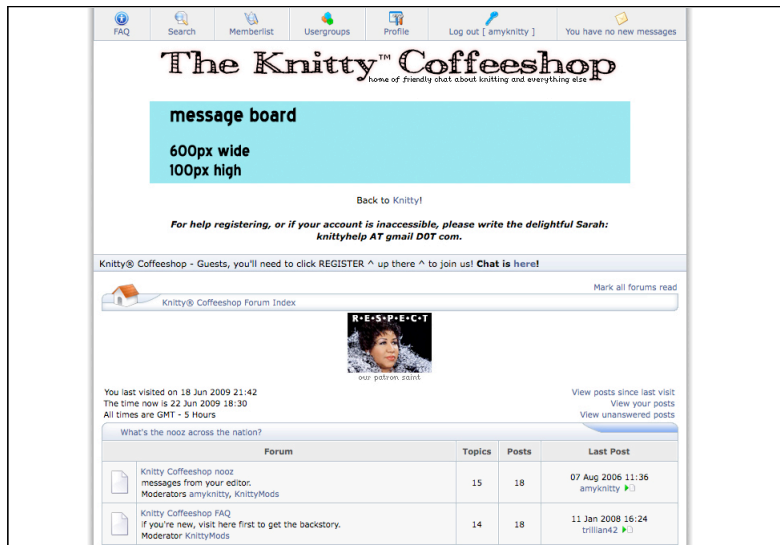 FAQ Search Memberlist Usergroups Profile Log out [ amyknitty ] You have no new messages
The Knitty™ Coffeeshop
home of friendly chat about knitting and everything else
message board
600px wide
100px high
Back to Knitty!
For help registering, or if your account is inaccessible, please write the delightful Sarah:
knittyhelp AT gmail D0T com.
Knitty® Coffeeshop - Guests, you'll need to click REGISTER ^ up there ^ to join us! Chat is here!
Mark all forums read
Knitty® Coffeeshop Forum Index
R•E•S•P•E•C•T
our patron saint
You last visited on 18 Jun 2009 21:42
The time now is 22 Jun 2009 18:30
All times are GMT - 5 Hours
View posts since last visit
View your posts
View unanswered posts
What's the nooz across the nation?
Forum Topics Posts Last Post
Knitty Coffeeshop nooz
messages from your editor.
Moderators amyknitty, KnittyMods
15 18
07 Aug 2006 11:36
amyknitty
Knitty Coffeeshop FAQ
If you're new, visit here first to get the backstory.
Moderator KnittyMods
14 18
11 Jan 2008 16:24
trillian42